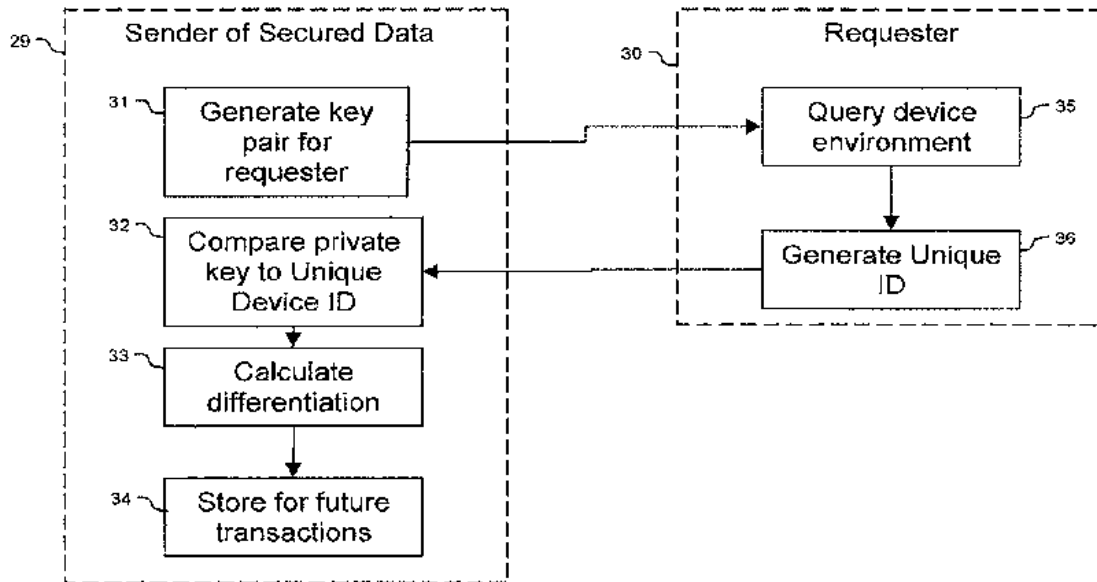 29
Sender of Secured Data
31
Generate key
pair for
requester
32
Compare private
key to Unique
Device ID
33
Calculate
differentiation
34
Store for future
transactions
30
Requester
35
Query device
environment
36
Generate Unique
ID